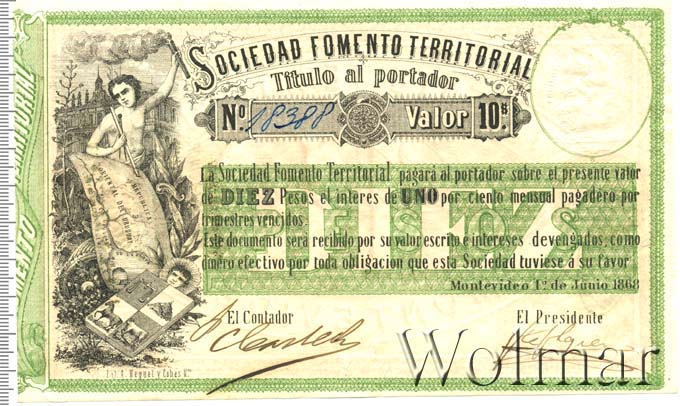 SOCIEDAD FOMENTO TERRITORIAL
Título al portador
Nº 18388 Valor 10.$
La Sociedad Fomento Territorial pagará al portador sobre el presente valor
de DIEZ Pesos el interes de UNO por ciento mensual pagadero por
trimestres vencidos.
Este documento será recibido por su valor escrito e intereses devengados, como
dinero efectivo por toda obligacion que esta Sociedad tuviese á su favor
Montevideo 1º de Junio 1868
El Contador El Presidente
Wolmar